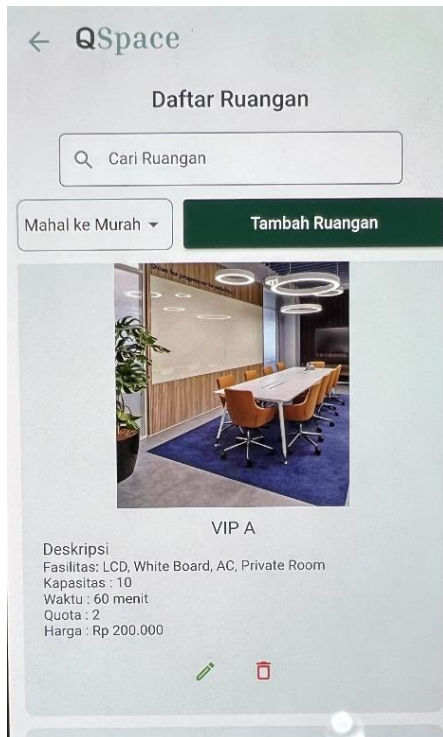 QSpace
Daftar Ruangan
Cari Ruangan
Mahal ke Murah
Tambah Ruangan
VIP A
Deskripsi
Fasilitas: LCD, White Board, AC, Private Room
Kapasitas : 10
Waktu : 60 menit
Quota : 2
Harga : Rp 200.000